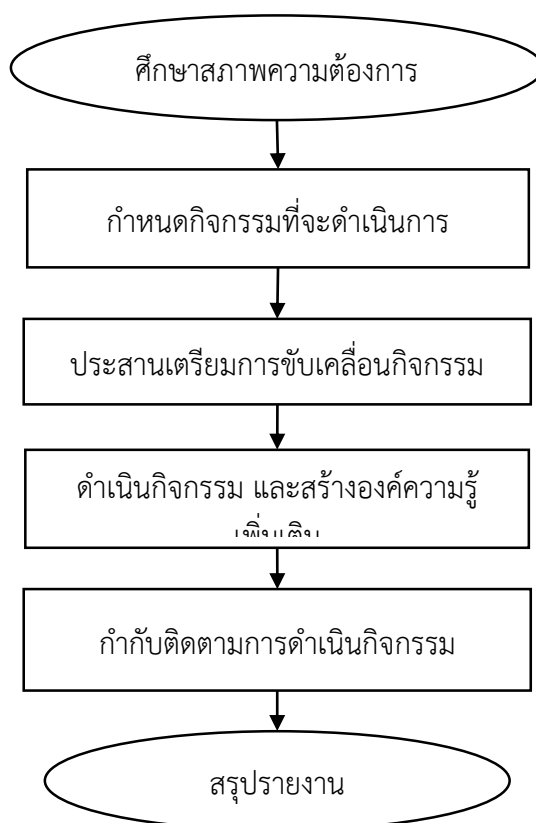 ศึกษาสภาพความต้องการ
กำหนดกิจกรรมที่จะดำเนินการ
ประสานเตรียมการขับเคลื่อนกิจกรรม
ดำเนินกิจกรรม และสร้างองค์ความรู้
เพิ่มเติม
กำกับติดตามการดำเนินกิจกรรม
สรุปรายงาน